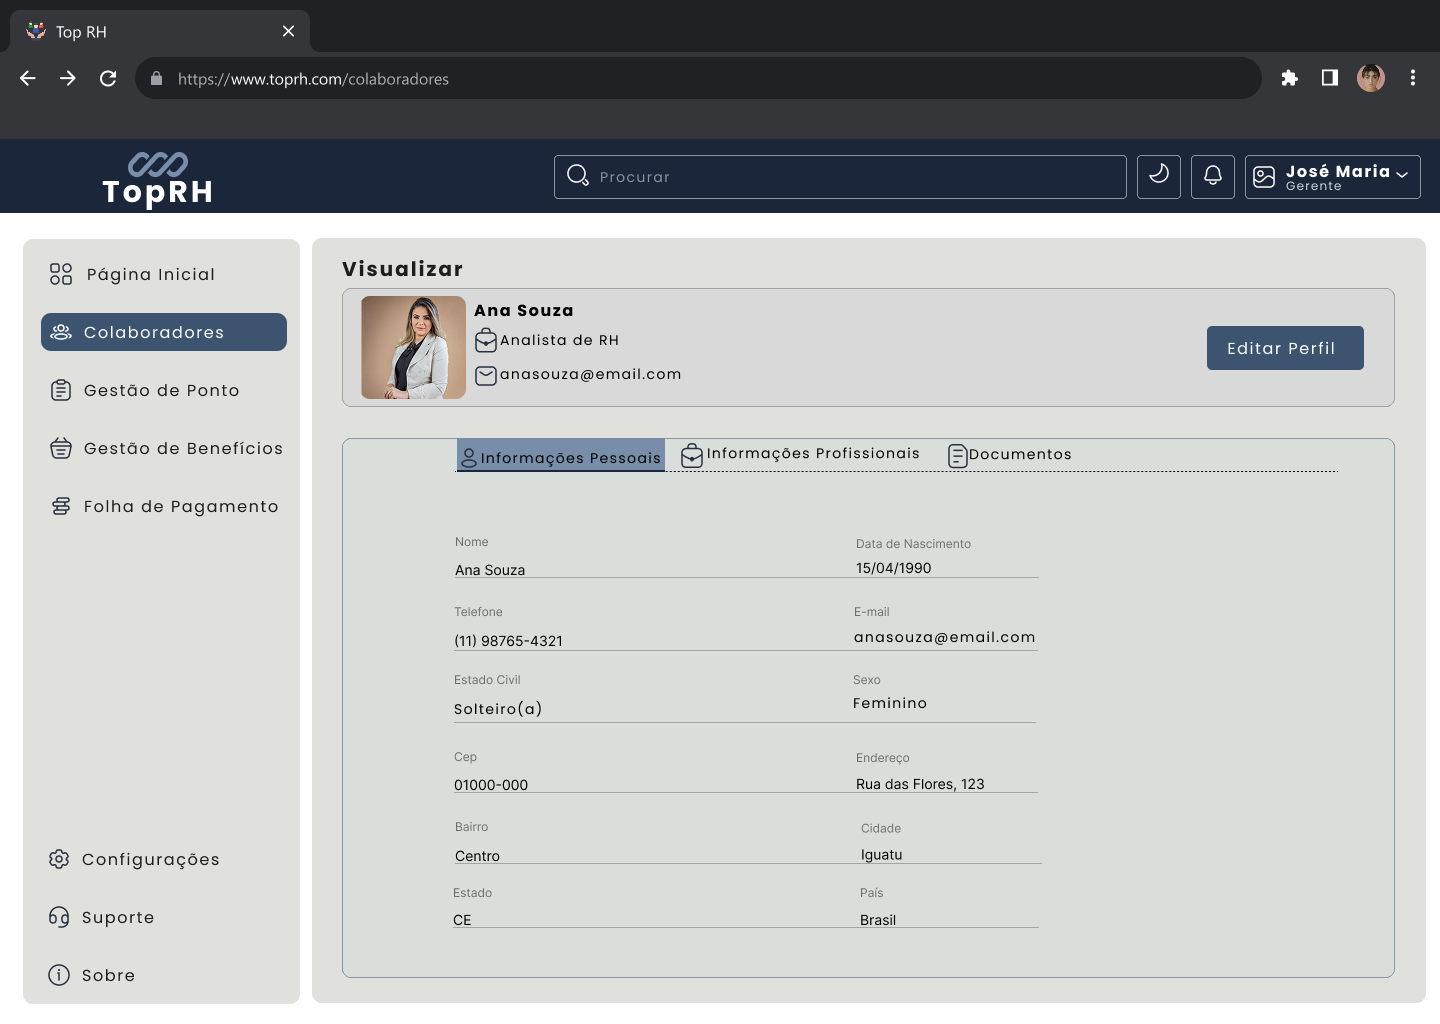 Top RH
https://www.toprh.com/colaboradores
TopRH
Procurar
José Maria
Gerente
Página Inicial
Colaboradores
Gestão de Ponto
Gestão de Benefícios
Folha de Pagamento
Configurações
Suporte
Sobre
Visualizar
Ana Souza
Analista de RH
anasouza@email.com
Editar Perfil
Informações Pessoais
Informações Profissionais
Documentos
Nome
Ana Souza
Data de Nascimento
15/04/1990
Telefone
(11) 98765-4321
E-mail
anasouza@email.com
Estado Civil
Solteiro(a)
Sexo
Feminino
Cep
01000-000
Endereço
Rua das Flores, 123
Bairro
Centro
Cidade
Iguatu
Estado
CE
País
Brasil